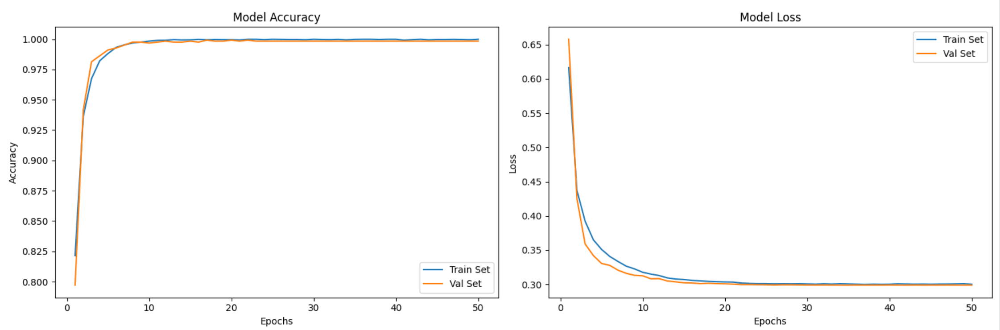 Model Accuracy
1.000
0.975
0.950
0.925
0.900
0.875
0.850
0.825
0.800
Accuracy
Train Set
Val Set
0 10 20 30 40 50
Epochs
Model Loss
0.65
0.60
0.55
0.50
0.45
0.40
0.35
0.30
Loss
Train Set
Val Set
0 10 20 30 40 50
Epochs